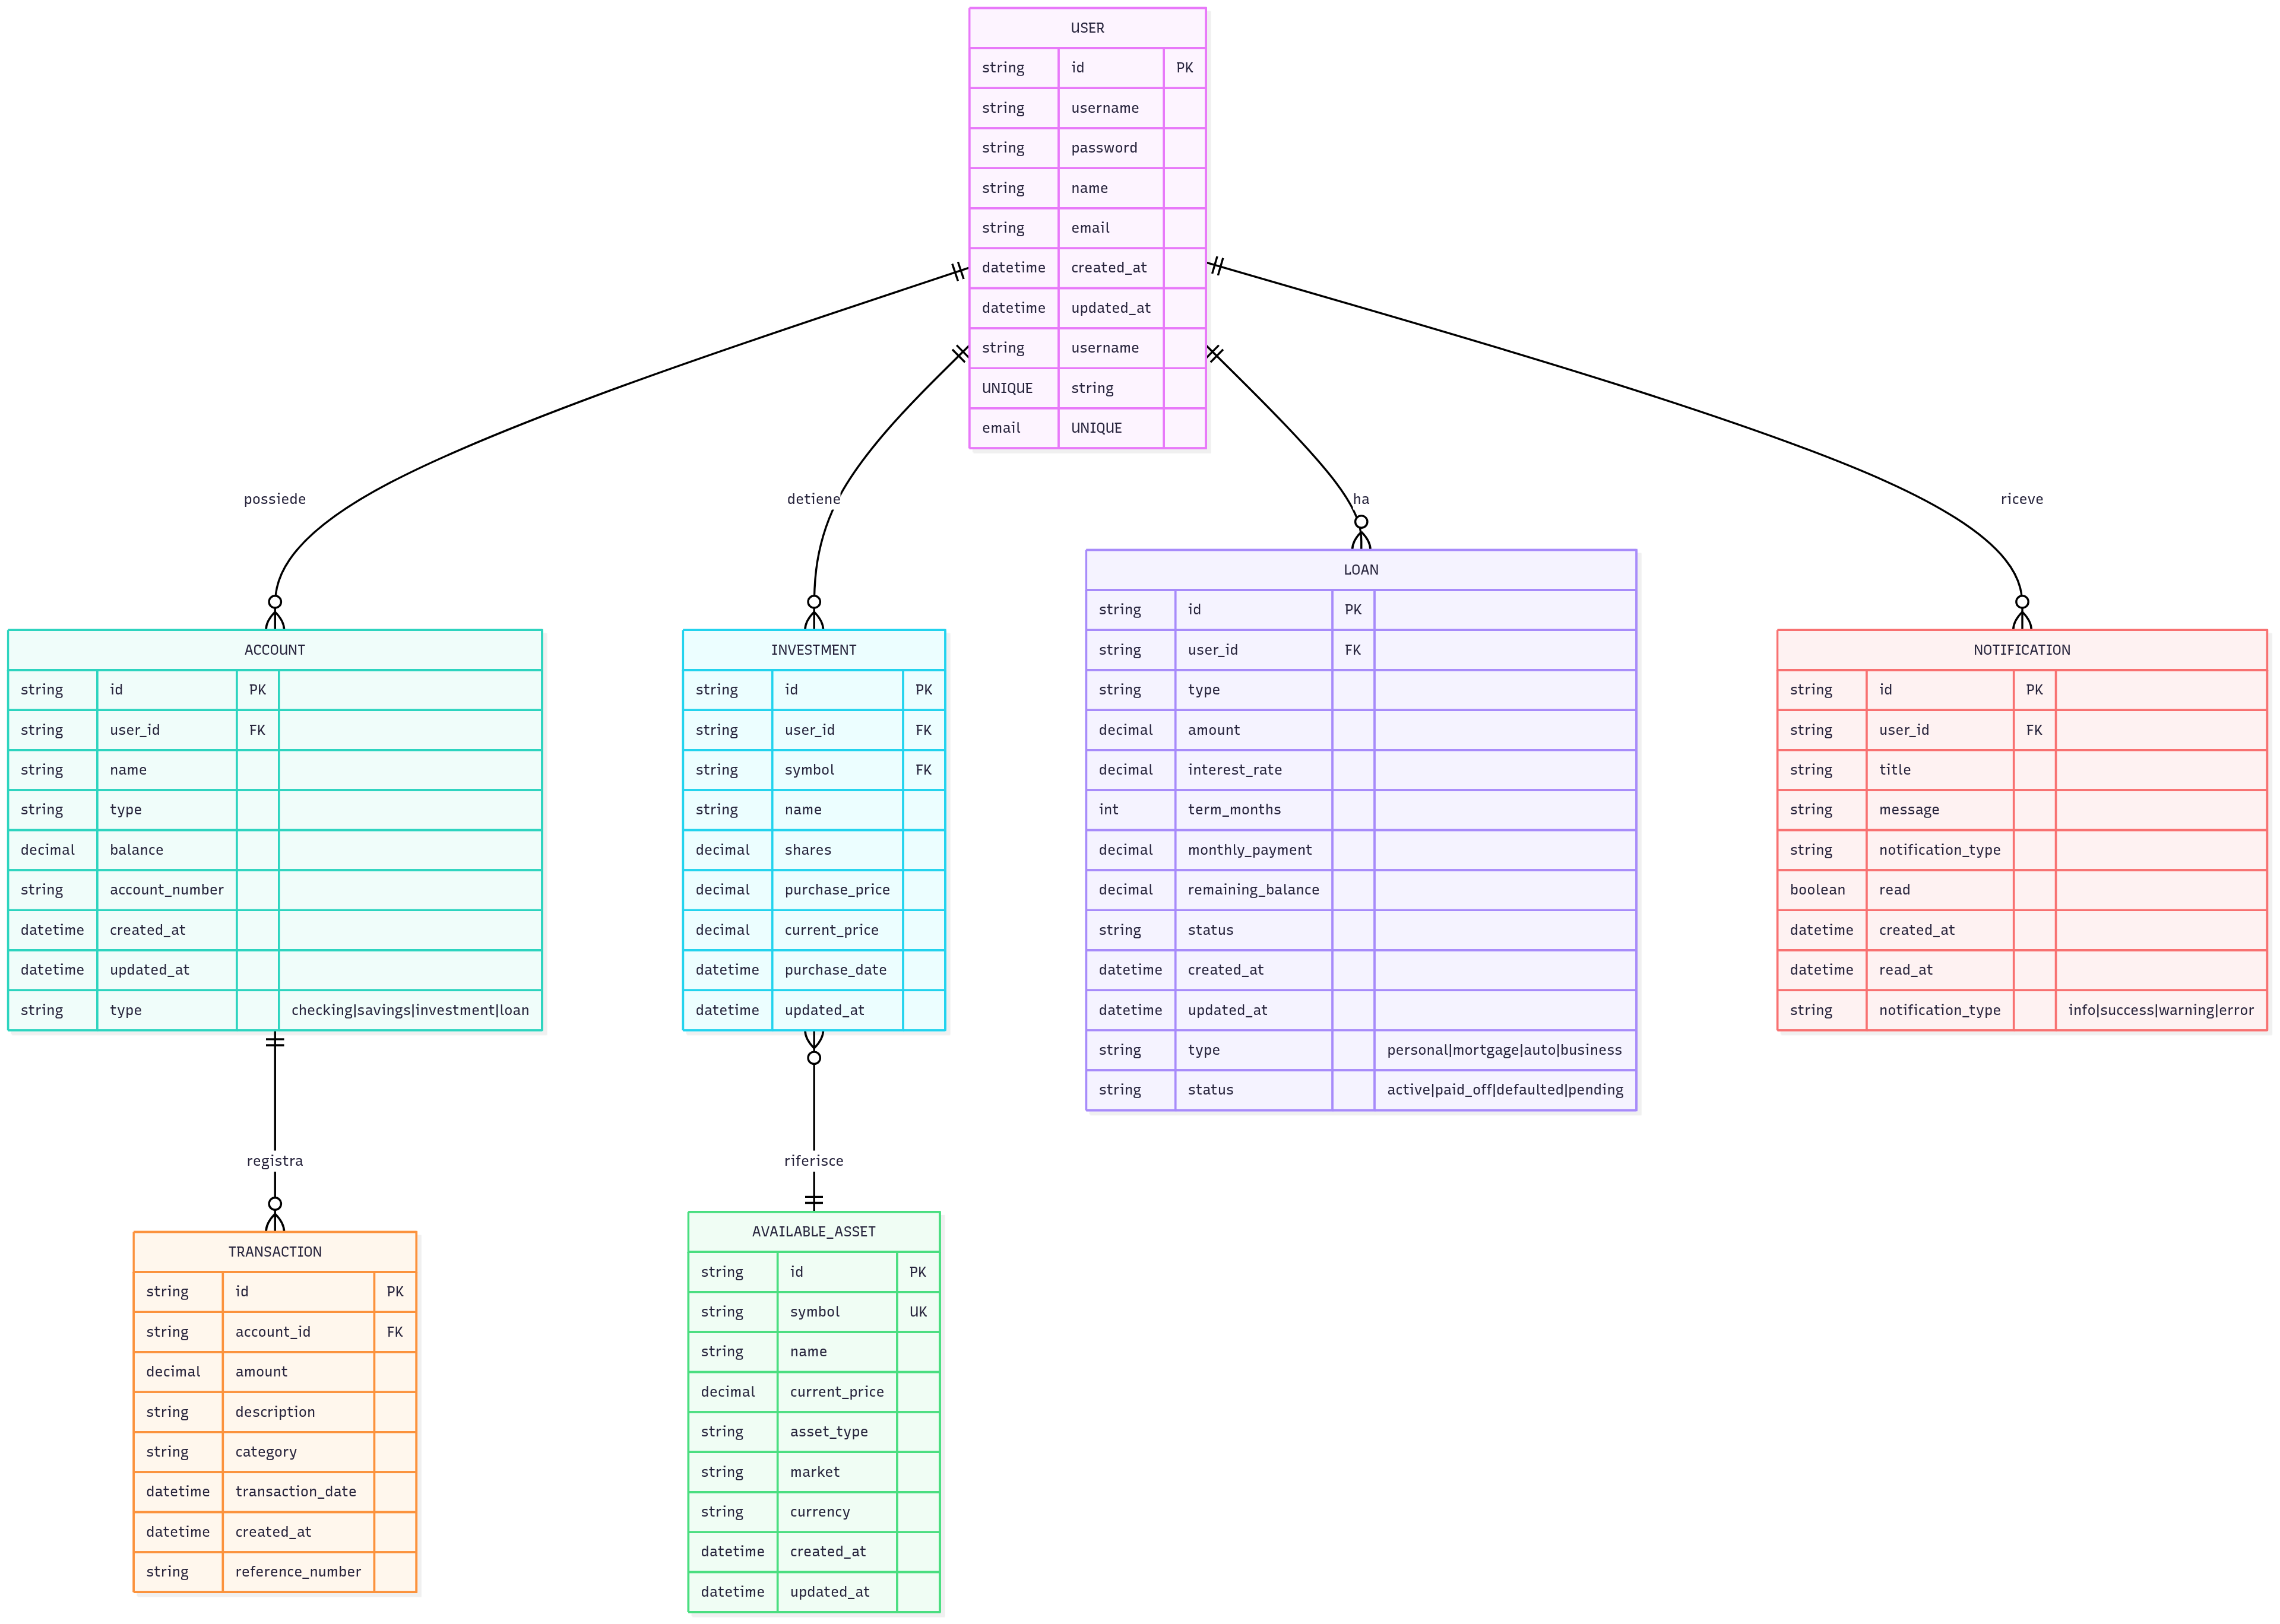 USER
string id PK
string username
string password
string name
string email
datetime created_at
datetime updated_at
string username
UNIQUE string
email UNIQUE
possiede
detiene
ha
riceve
ACCOUNT
string id PK
string user_id FK
string name
string type
decimal balance
string account_number
datetime created_at
datetime updated_at
string type checking|savings|investment|loan
INVESTMENT
string id PK
string user_id FK
string symbol FK
string name
decimal shares
decimal purchase_price
decimal current_price
datetime purchase_date
datetime updated_at
LOAN
string id PK
string user_id FK
string type
decimal amount
decimal interest_rate
int term_months
decimal monthly_payment
decimal remaining_balance
string status
datetime created_at
datetime updated_at
string type personal|mortgage|auto|business
string status active|paid_off|defaulted|pending
NOTIFICATION
string id PK
string user_id FK
string title
string message
string notification_type
boolean read
datetime created_at
datetime read_at
string notification_type info|success|warning|error
registra
riferisce
TRANSACTION
string id PK
string account_id FK
decimal amount
string description
string category
datetime transaction_date
datetime created_at
string reference_number
AVAILABLE_ASSET
string id PK
string symbol UK
string name
decimal current_price
string asset_type
string market
string currency
datetime created_at
datetime updated_at